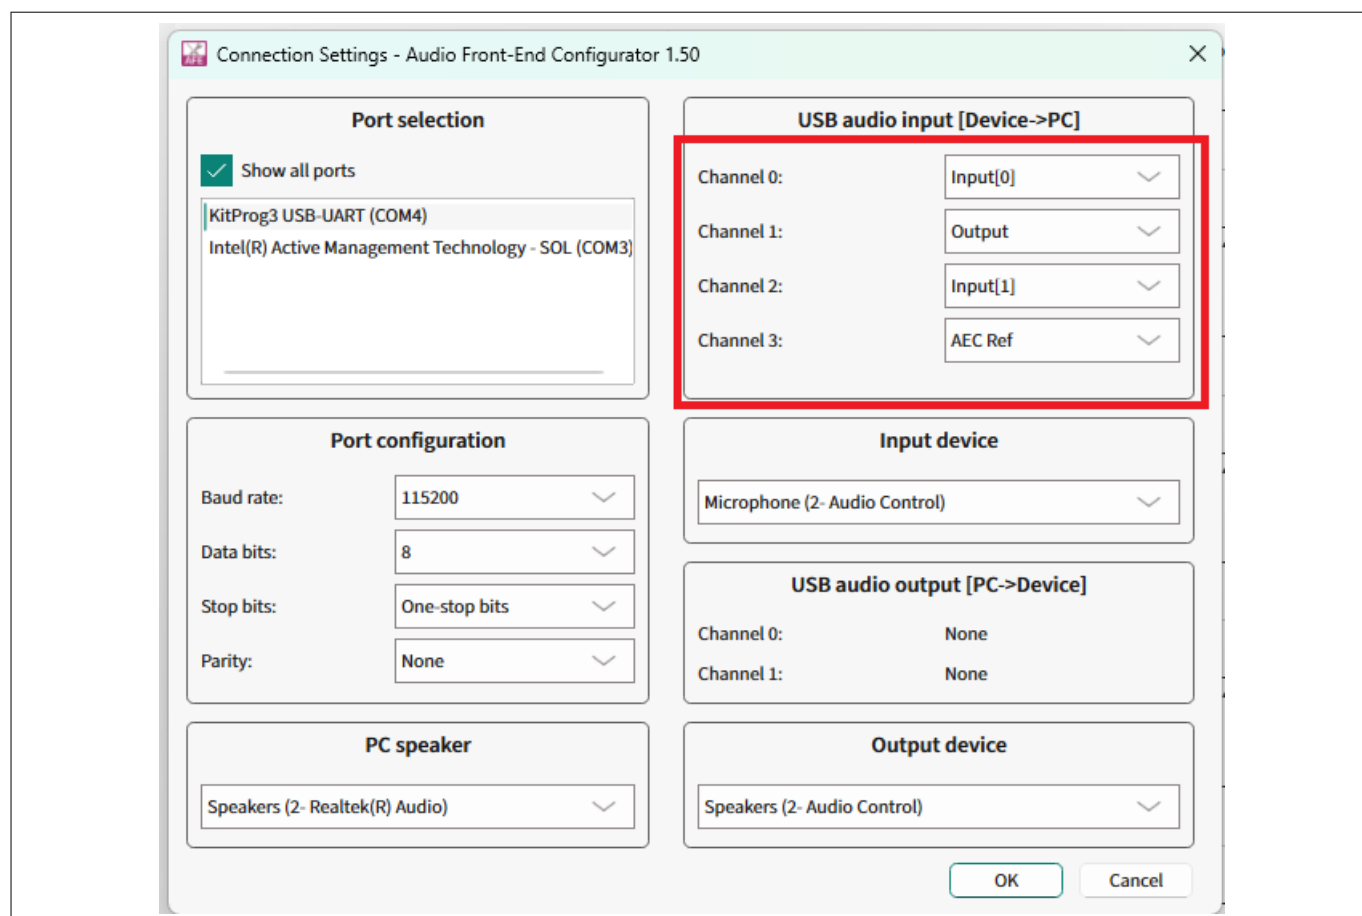 Connection Settings - Audio Front-End Configurator 1.50
Port selection
Show all ports
KitProg3 USB-UART (COM4)
Intel(R) Active Management Technology - SOL (COM3)
USB audio input [Device->PC]
Channel 0: Input[0]
Channel 1: Output
Channel 2: Input[1]
Channel 3: AEC Ref
Port configuration
Baud rate: 115200
Data bits: 8
Stop bits: One-stop bits
Parity: None
Input device
Microphone (2- Audio Control)
USB audio output [PC->Device]
Channel 0: None
Channel 1: None
PC speaker
Speakers (2- Realtek(R) Audio)
Output device
Speakers (2- Audio Control)
OK
Cancel